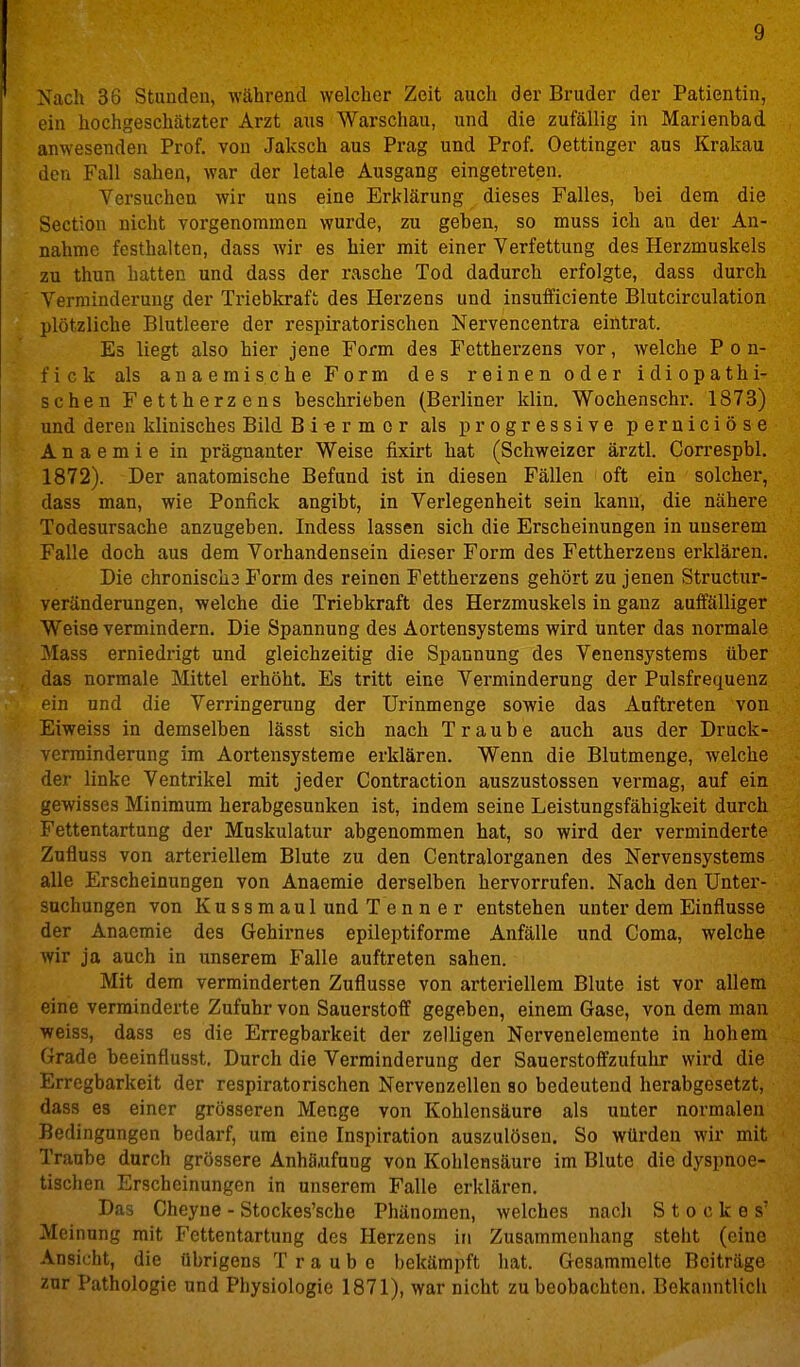 9
Nach 36 Stunden, während welcher Zeit auch der Bruder der Patientin,
ein hochgeschätzter Arzt aus Warschau, und die zufällig in Marienbad
anwesenden Prof. von Jaksch aus Prag und Prof. Oettinger aus Krakau
den Fall sahen, war der letale Ausgang eingetreten.
Versuchen wir uns eine Erklärung dieses Falles, bei dem die
Section nicht vorgenommen wurde, zu geben, so muss ich an der An-
nahme festhalten, dass wir es hier mit einer Verfettung des Herzmuskels
zu thun hatten und dass der rasche Tod dadurch erfolgte, dass durch
Verminderung der Triebkraft des Herzens und insufficiente Blutcirculation
plötzliche Blutleere der respiratorischen Nervencentra eintrat.
Es liegt also hier jene Form des Fettherzens vor, welche Pon-
fick als anaemische Form des reinen oder idiopathi-
schen Fettherzens beschrieben (Berliner klin. Wochenschr. 1873)
und deren klinisches Bild Biermer als progressive perniciöse
Anaemie in prägnanter Weise fixirt hat (Schweizer ärztl. Correspbl.
1872). Der anatomische Befund ist in diesen Fällen oft ein solcher,
dass man, wie Ponfick angibt, in Verlegenheit sein kann, die nähere
Todesursache anzugeben. Indess lassen sich die Erscheinungen in unserem
Falle doch aus dem Vorhandensein dieser Form des Fettherzens erklären.
Die chronische Form des reinen Fettherzens gehört zu jenen Structur-
veränderungen, welche die Triebkraft des Herzmuskels in ganz auffälliger
Weise vermindern. Die Spannung des Aortensystems wird unter das normale
Mass erniedrigt und gleichzeitig die Spannung des Venensystems über
das normale Mittel erhöht. Es tritt eine Verminderung der Pulsfrequenz
ein und die Verringerung der Urinmenge sowie das Auftreten von
Eiweiss in demselben lässt sich nach Traube auch aus der Druck-
verminderung im Aortensysteme erklären. Wenn die Blutmenge, welche
der linke Ventrikel mit jeder Contraction auszustossen vermag, auf ein
gewisses Minimum herabgesunken ist, indem seine Leistungsfähigkeit durch
Fettentartung der Muskulatur abgenommen hat, so wird der verminderte
Zufluss von arteriellem Blute zu den Centralorganen des Nervensystems
alle Erscheinungen von Anaemie derselben hervorrufen. Nach den Unter-
suchungen von Kussmaul und Tenner entstehen unter dem Einflusse
der Anaemie des Gehirnes epileptiforme Anfälle und Coma, welche
wir ja auch in unserem Falle auftreten sahen.
Mit dem verminderten Zuflusse von arteriellem Blute ist vor allem
eine verminderte Zufuhr von Sauerstoff gegeben, einem Gase, von dem man
weiss, dass es die Erregbarkeit der zelligen Nervenelemente in hohem
Grade beeinflusst. Durch die Verminderung der Sauerstoffzufuhr wird die
Erregbarkeit der respiratorischen Nervenzellen so bedeutend herabgesetzt,
dass es einer grösseren Menge von Kohlensäure als unter normalen
Bedingungen bedarf, um eine Inspiration auszulösen. So würden wir mit
Traube durch grössere Anhäufung von Kohlensäure im Blute die dyspnoe-
tischen Erscheinungen in unserem Falle erklären.
Das Cheyne - Stockes'sche Phänomen, welches nach Stockes'
Meinung mit Fettentartung des Herzens in Zusammenhang steht (eine
Ansicht, die übrigens Traube bekämpft hat. Gesammelte Beiträge
zur Pathologie und Physiologie 1871), war nicht zu beobachten. Bekanntlich